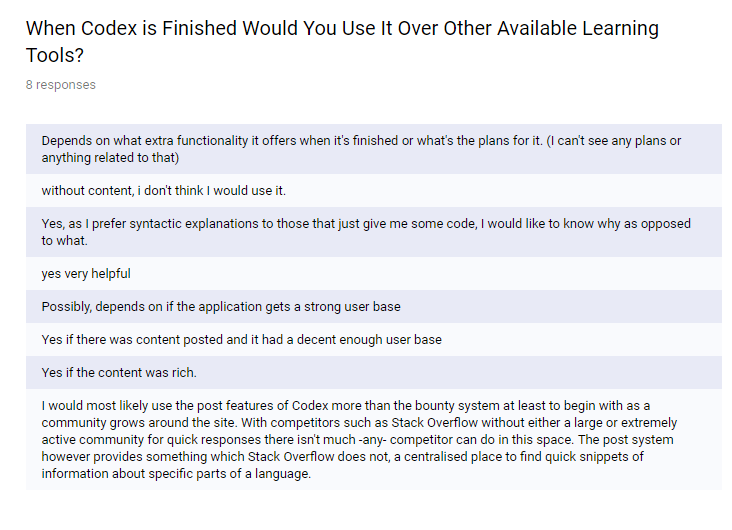 When Codex is Finished Would You Use It Over Other Available Learning
Tools?
8 responses
Depends on what extra functionality it offers when it's finished or what's the plans for it. (I can't see any plans or
anything related to that)
without content, i don't think I would use it.
Yes, as I prefer syntactic explanations to those that just give me some code, I would like to know why as opposed
to what.
yes very helpful
Possibly, depends on if the application gets a strong user base
Yes if there was content posted and it had a decent enough user base
Yes if the content was rich.
I would most likely use the post features of Codex more than the bounty system at least to begin with as a
community grows around the site. With competitors such as Stack Overflow without either a large or extremely
active community for quick responses there isn't much -any- competitor can do in this space. The post system
however provides something which Stack Overflow does not, a centralised place to find quick snippets of
information about specific parts of a language.